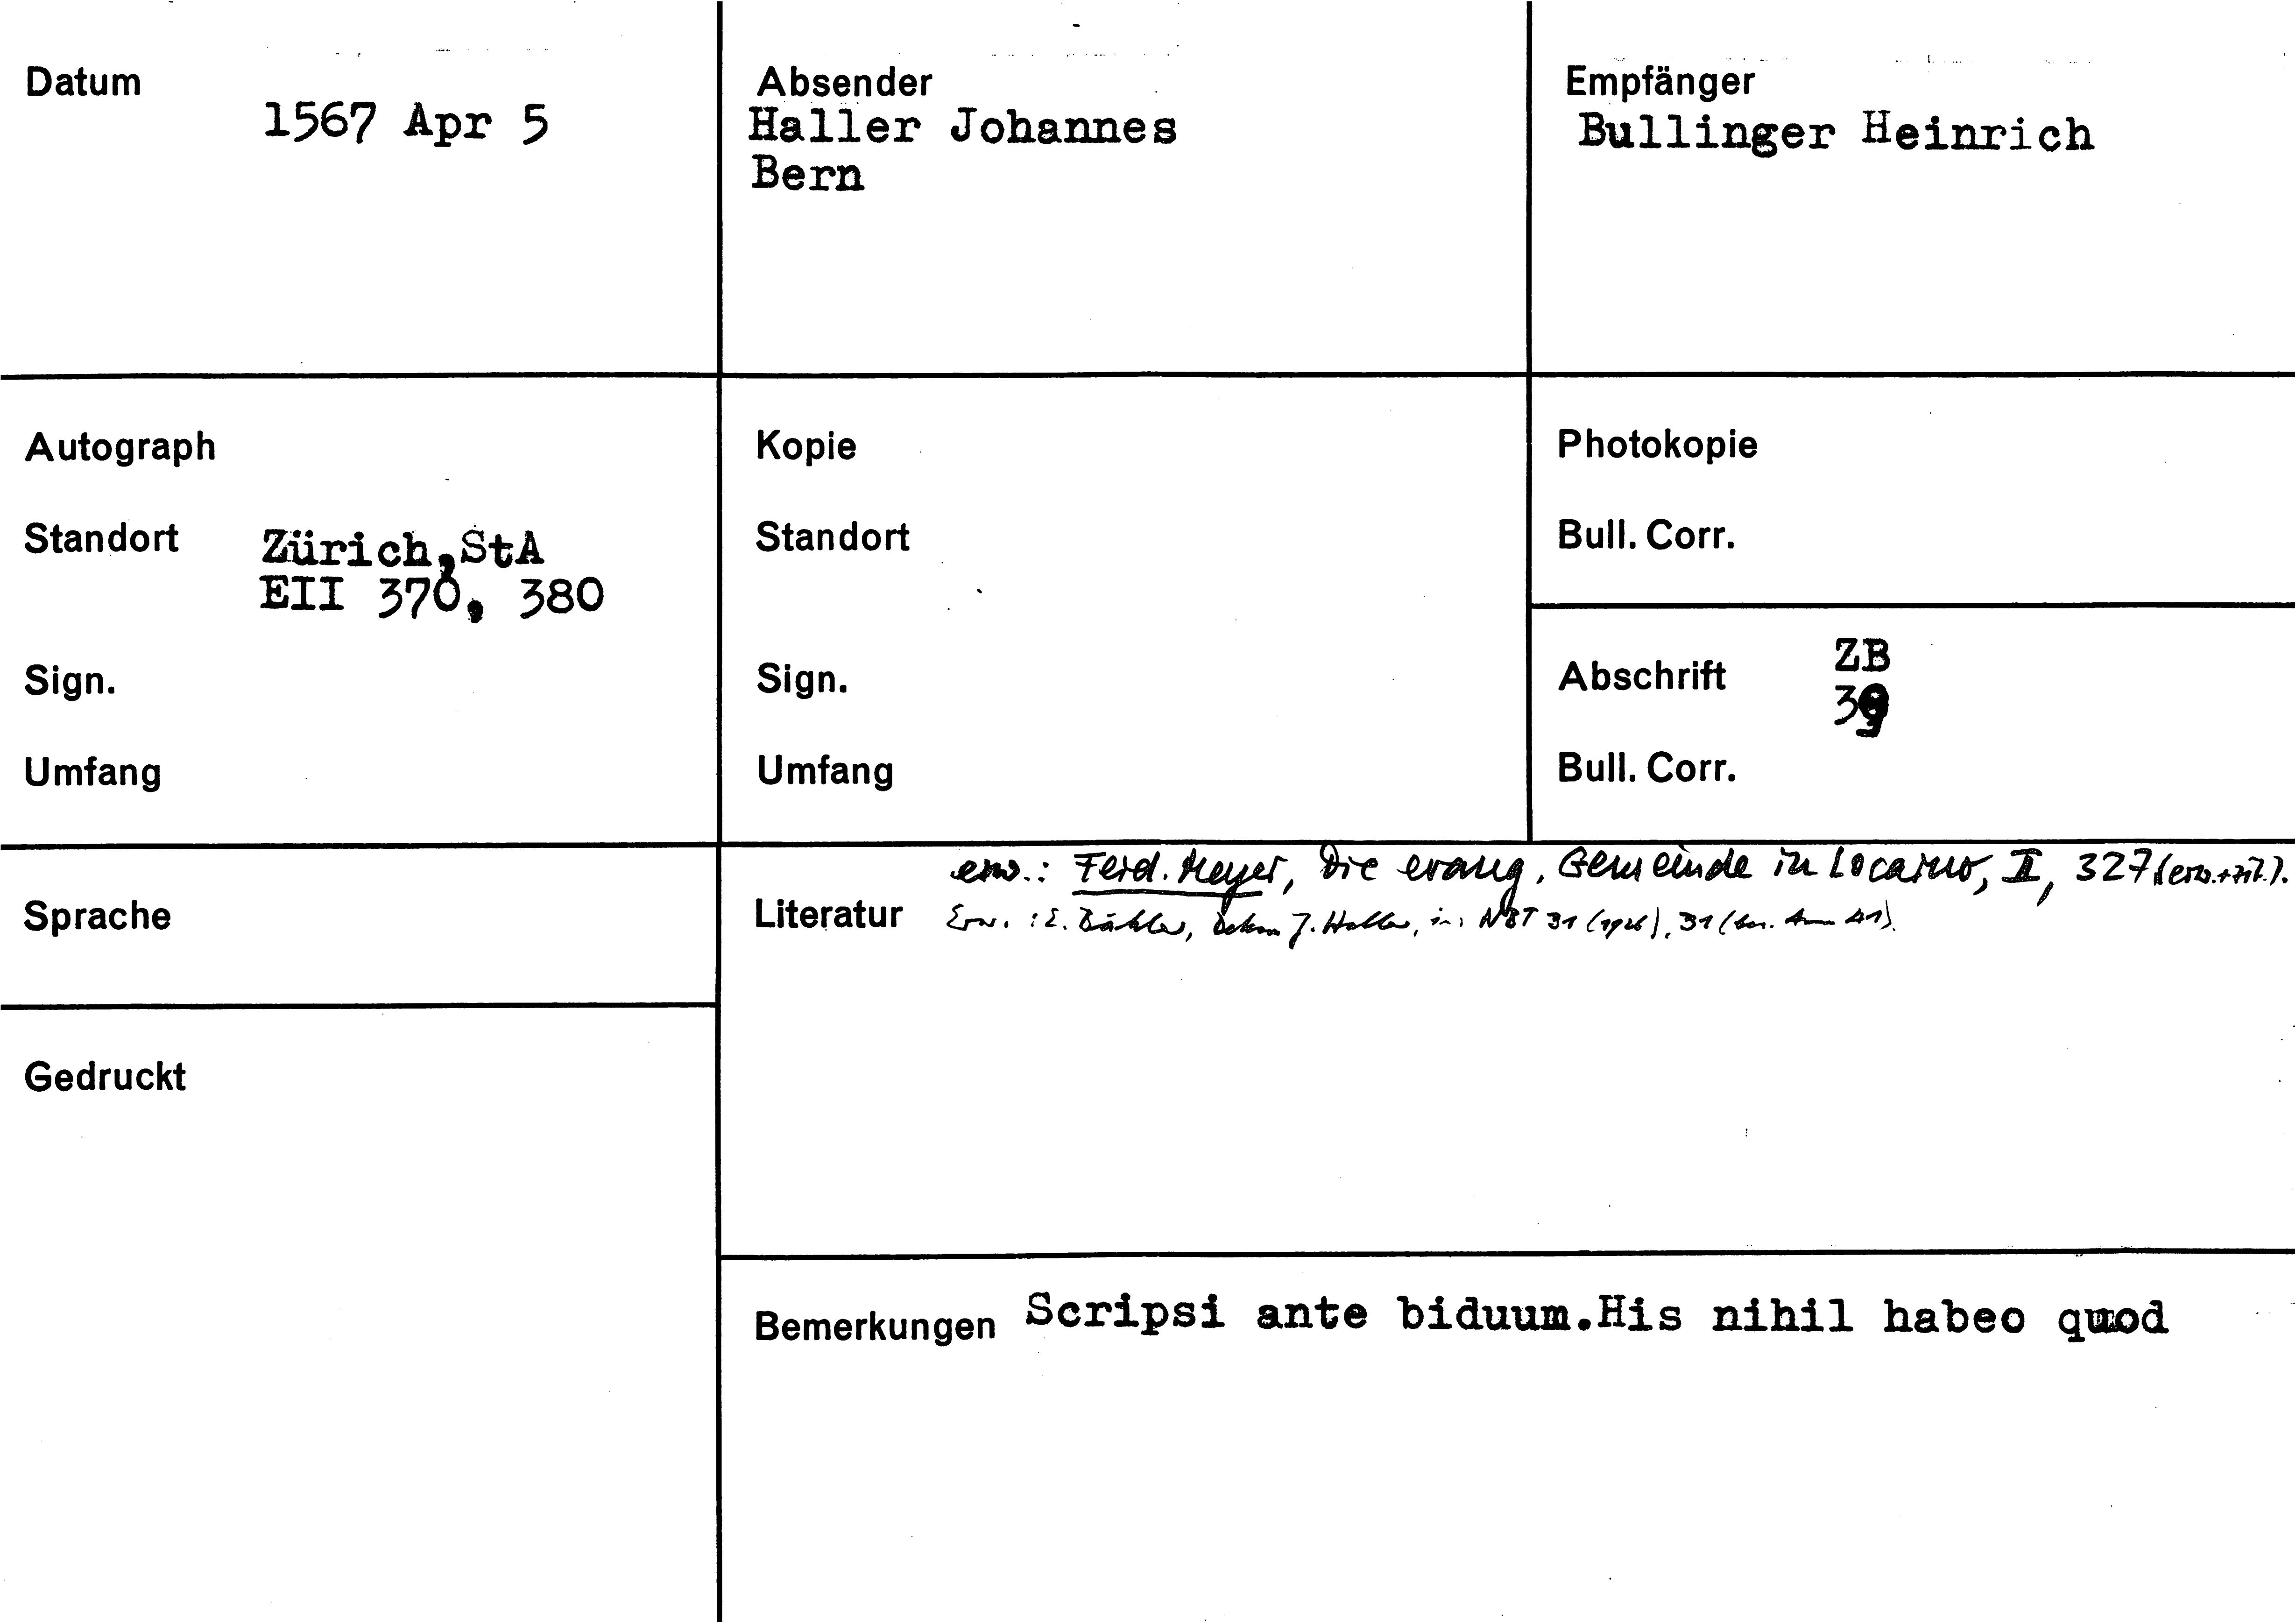 Datum
1567 Apr 5
Absender
Haller Johannes
Bern
Empfänger
Bullinger Heinrich
Autograph
Standort
Zürich,StA
EII 370, 380
Sign.
Umfang
Kopie
Standort
Sign.
Umfang
Photokopie
Bull. Corr.
Abschrift
ZB
39
Bull. Corr.
Sprache
Gedruckt
erw.: Ferd. Meyer, Die evang. Gemeinde in Locarno, II, 327 (erw.+zit.).
Literatur
Erw.: E. Bähler, Dekan J. Haller, in: NBT 31 (1926), 31
Bemerkungen
Scripsi ante biduum.His nihil habeo quod